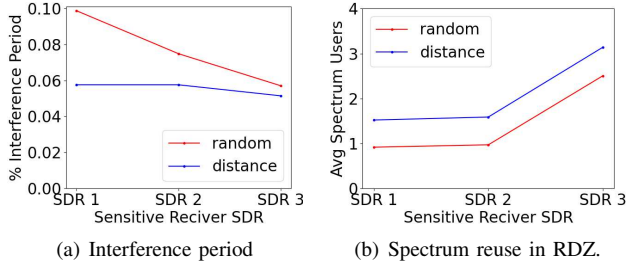 0.10
0.08
0.06
0.04
0.02
0.00
% Interference Period
random
distance
SDR 1
SDR 2
SDR 3
Sensitive Reciver SDR
(a) Interference period
4
3
2
1
0
Avg Spectrum Users
random
distance
SDR 1
SDR 2
SDR 3
Sensitive Reciver SDR
(b) Spectrum reuse in RDZ.